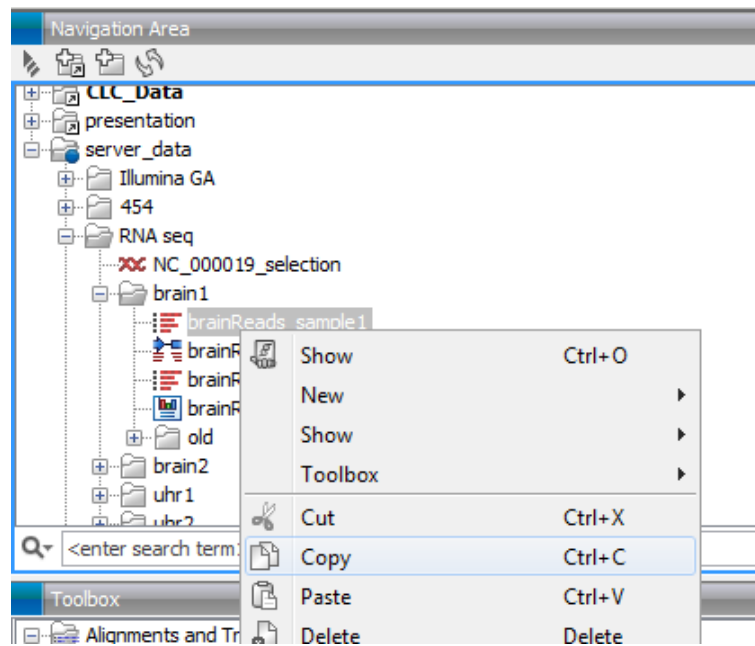 Navigation Area
CLC_Data
presentation
server_data
Illumina GA
454
RNA seq
NC_000019_selection
brain1
brainReads_sample1
brainR
Show Ctrl+O
brainR
New
brainR
Show
old
Toolbox
brain2
uhr1
Cut Ctrl+X
uhr2
<enter search term
Copy Ctrl+C
Toolbox
Paste Ctrl+V
Alignments and Tr
Delete Delete